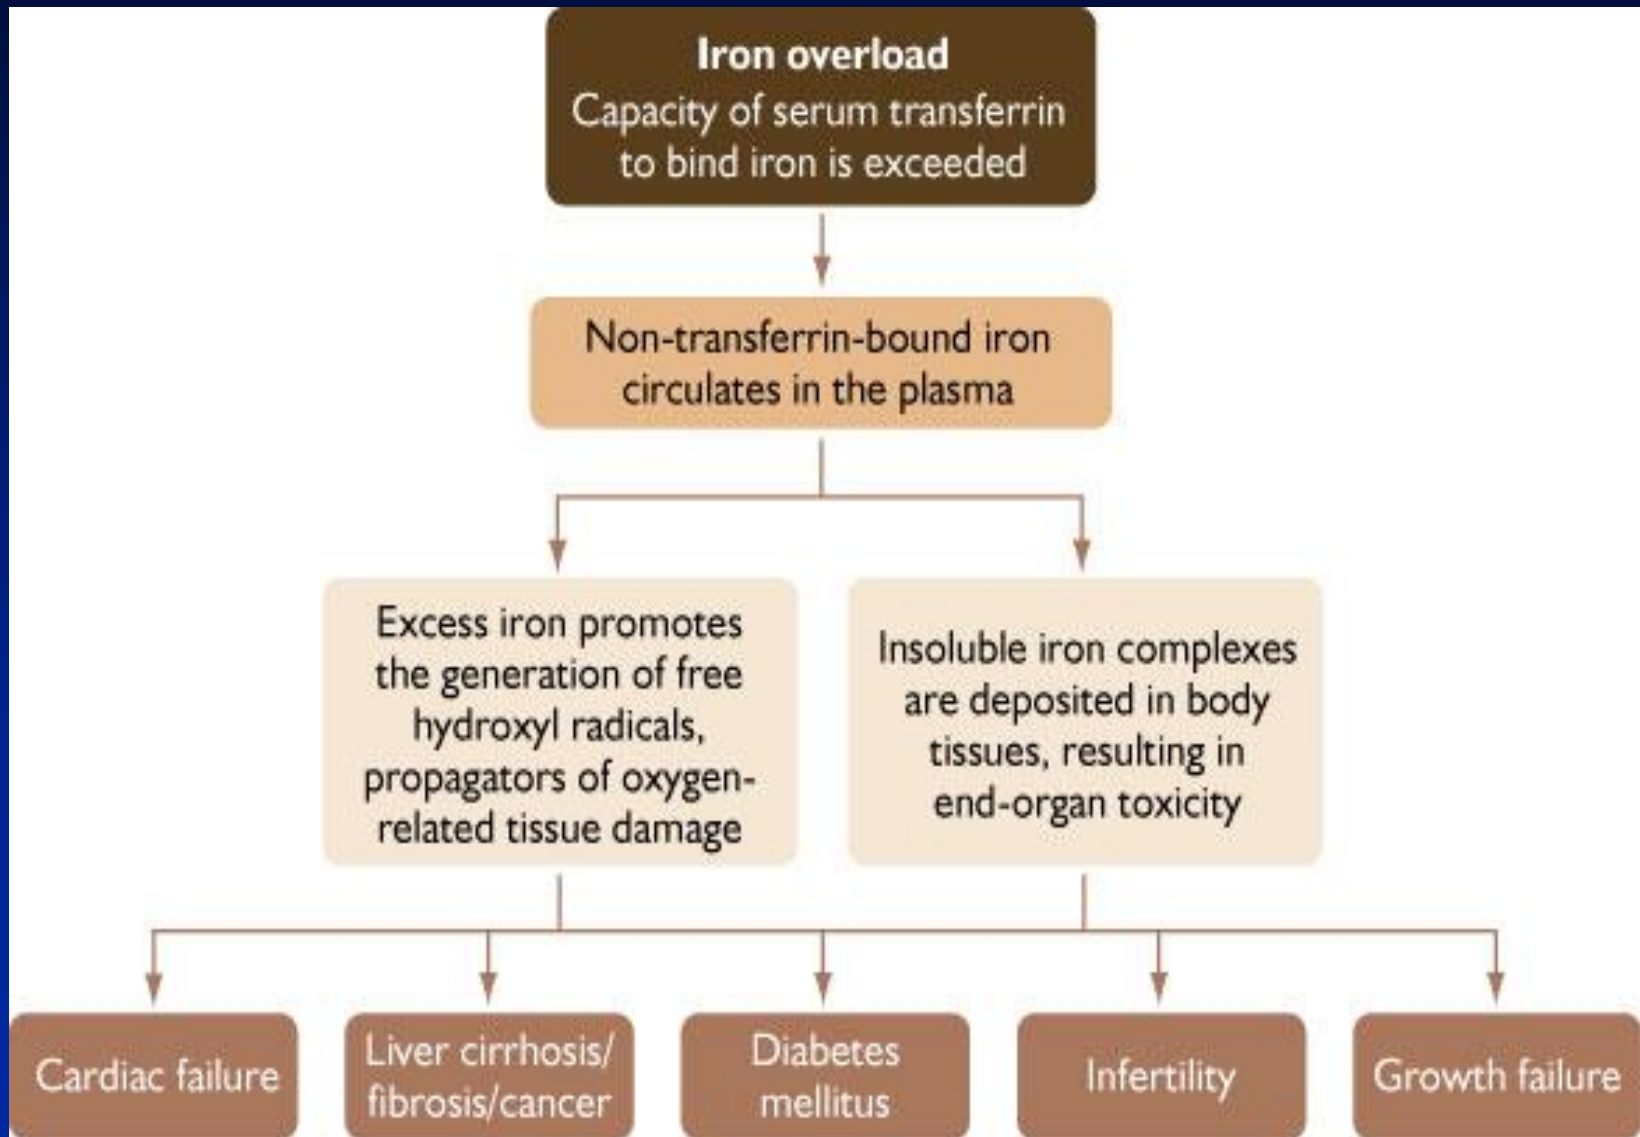 Iron overload
Capacity of serum transferrin
to bind iron is exceeded
Non-transferrin-bound iron
circulates in the plasma
Excess iron promotes
the generation of free
hydroxyl radicals,
propagators of oxygen-
related tissue damage
Insoluble iron complexes
are deposited in body
tissues, resulting in
end-organ toxicity
Cardiac failure
Liver cirrhosis/
fibrosis/cancer
Diabetes
mellitus
Infertility
Growth failure